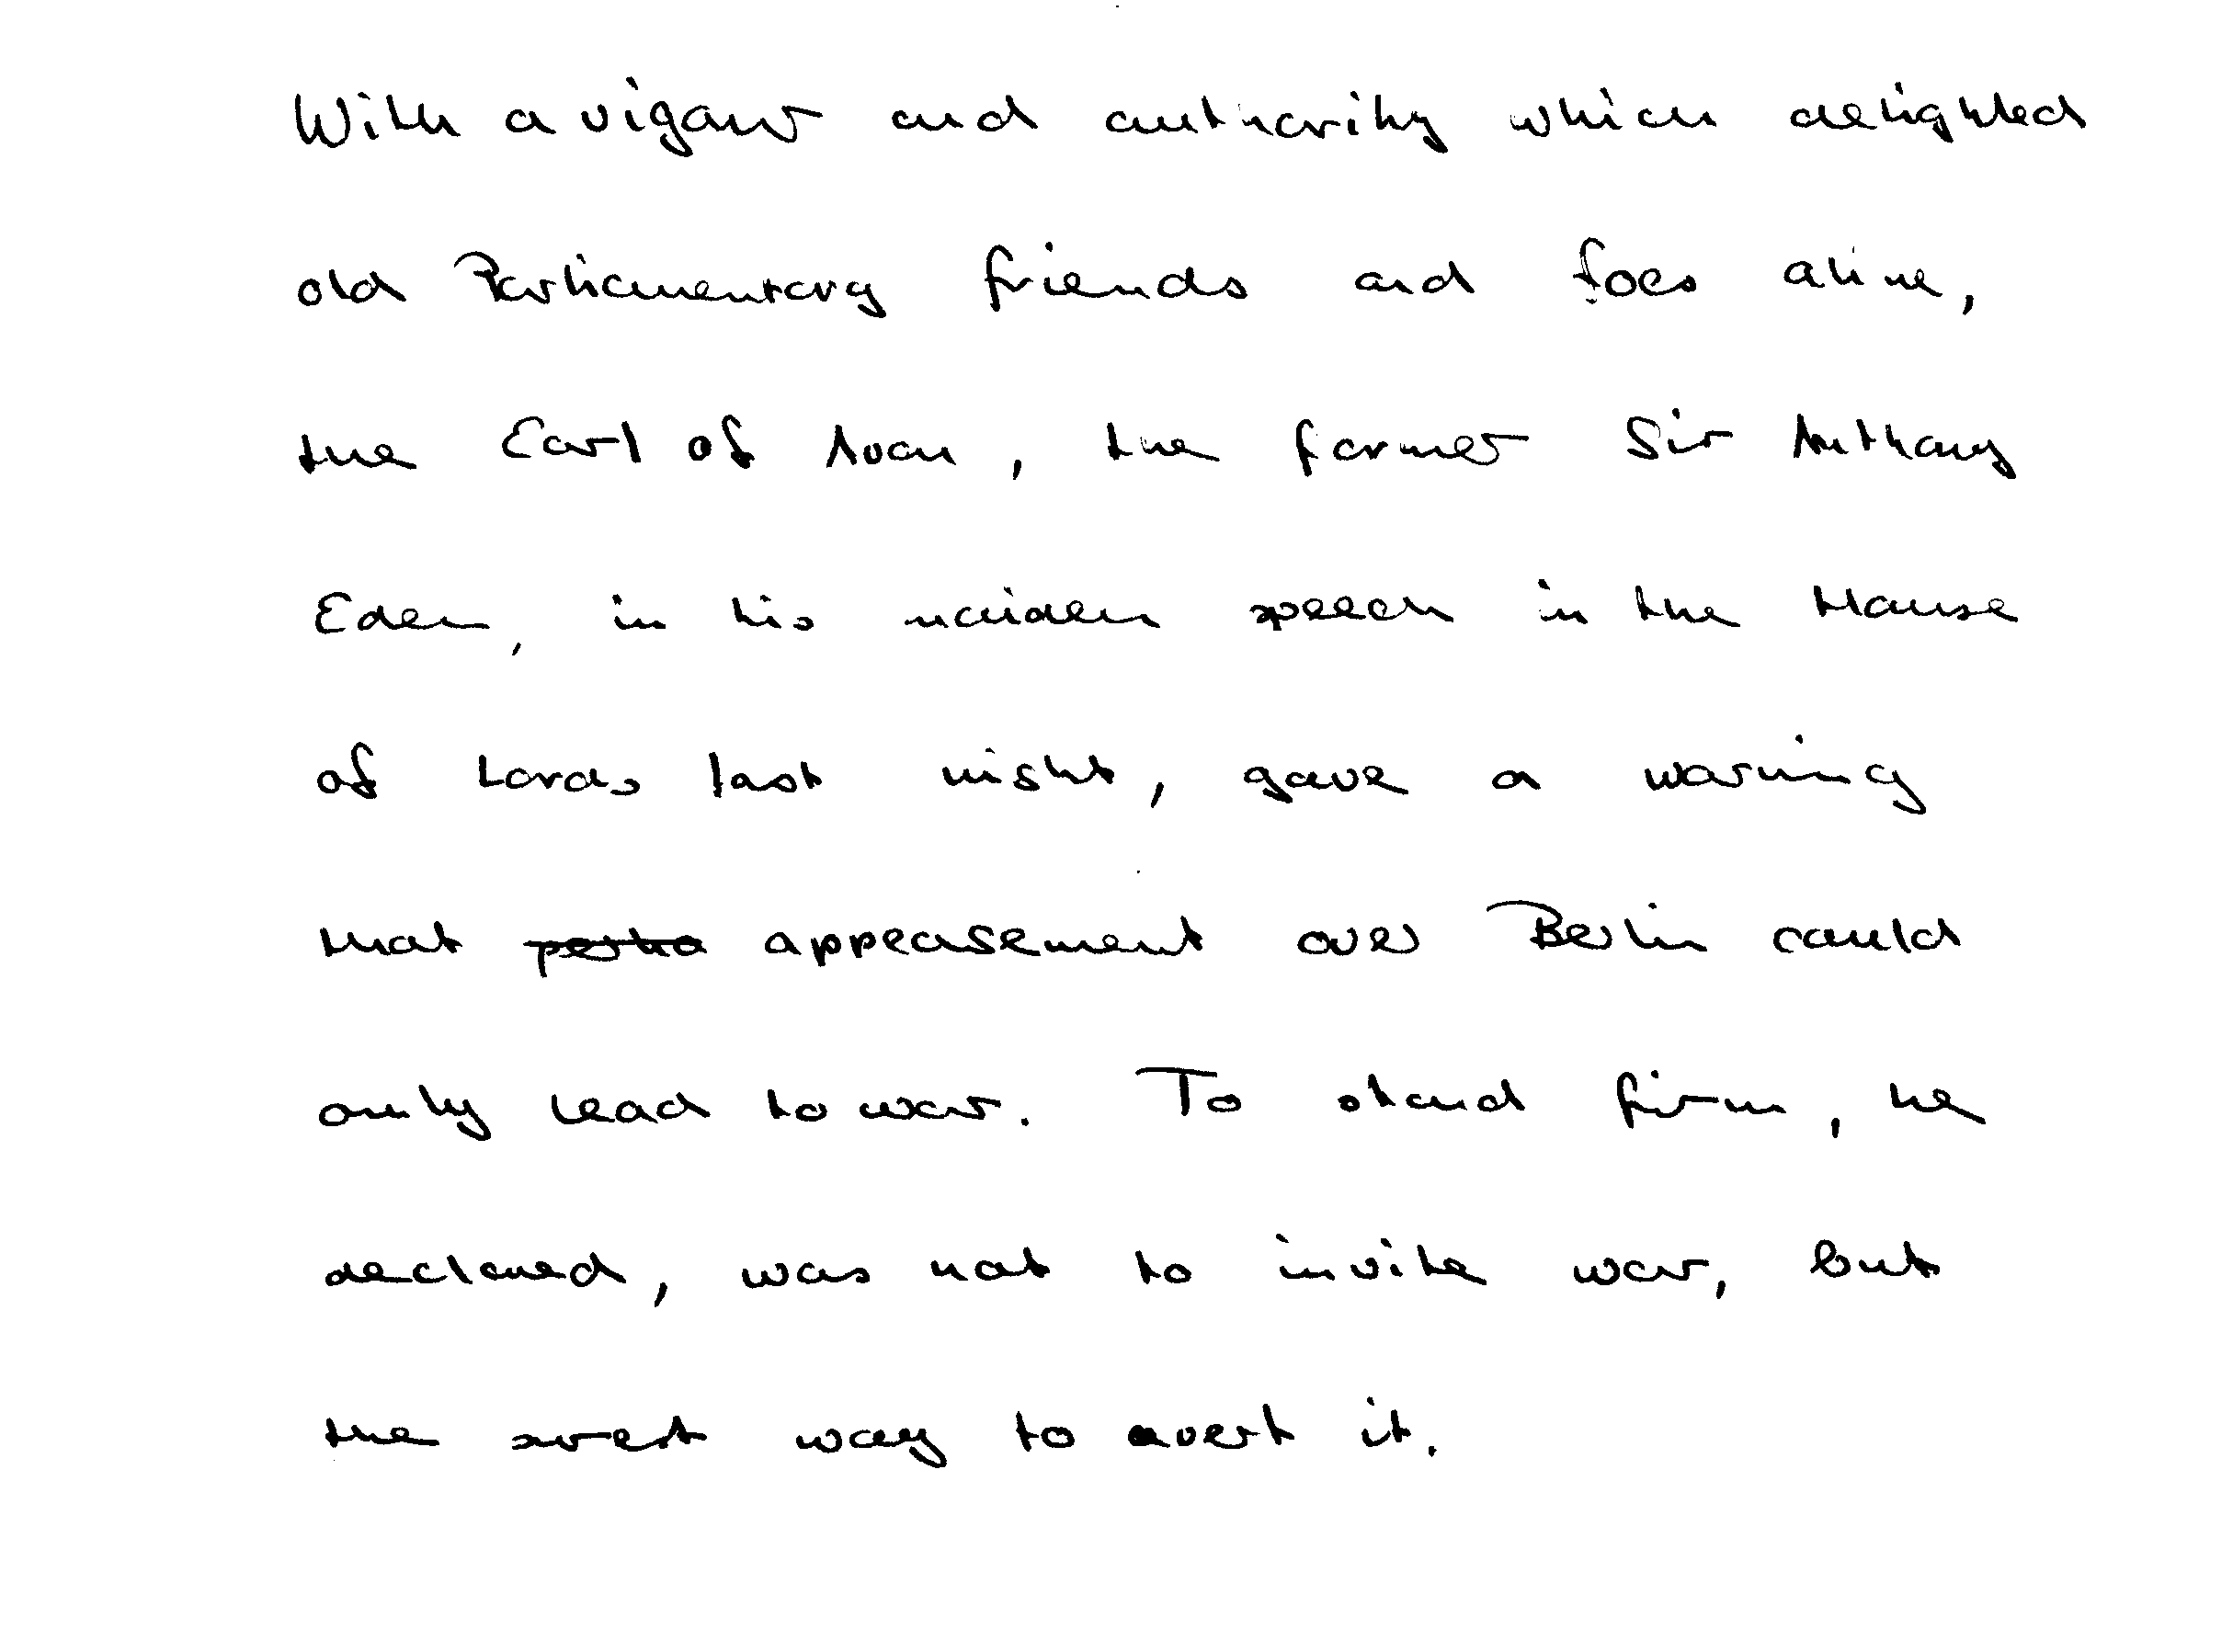 With a vigour and authority which delighted
old Parliamentary friends and foes alike,
the Earl of Avon, the former Sir Anthony
Eden, in his maiden speech in the House
of Lords last night, gave a warning
that appeasement over Berlin could
only lead to war. To stand firm, he
declared, was not to invite war, but
the surest way to avert it.